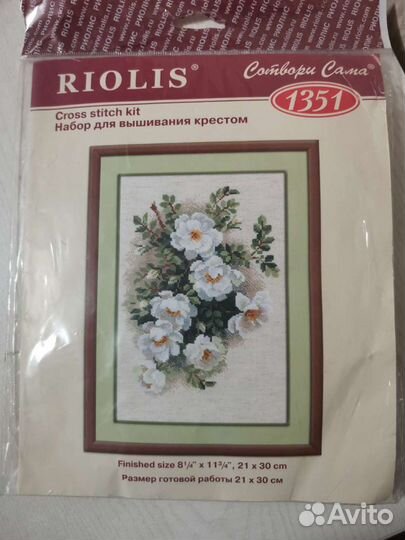 RIOLIS®
Сотвори Сама®
1351
Cross stitch kit
Набор для вышивания крестом
Finished size 8¹/₄" x 11³/₄", 21 x 30 cm
Размер готовой работы 21 x 30 см
Avito